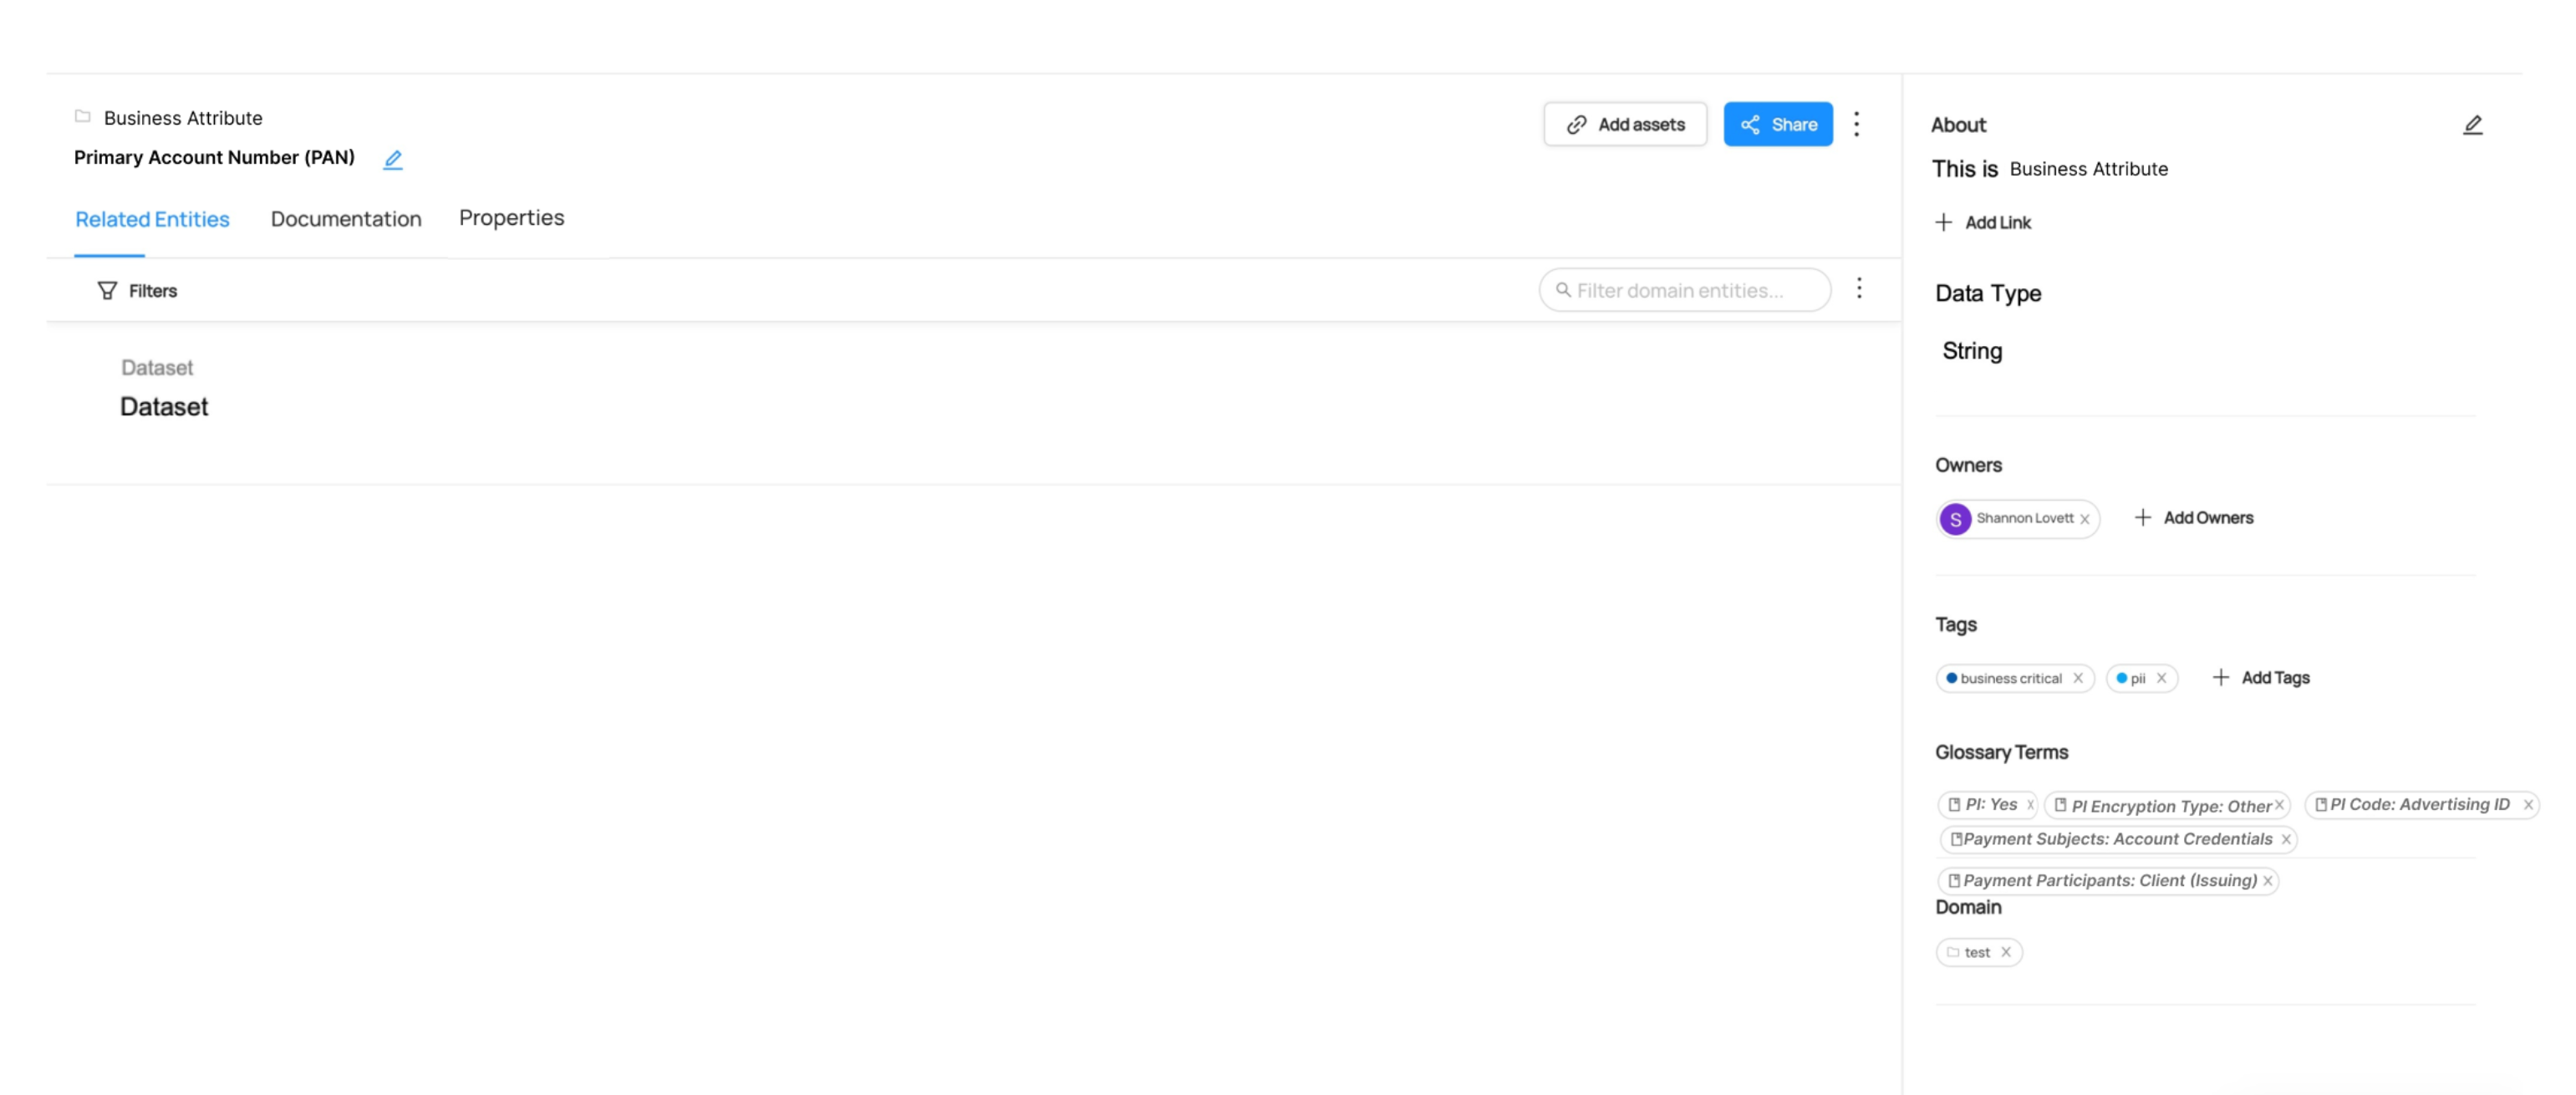 Business Attribute
Primary Account Number (PAN)
Add assets
Share
Related Entities Documentation Properties
Filters
Filter domain entities...
Dataset
Dataset
About
This is Business Attribute
Add Link
Data Type
String
Owners
S Shannon Lovett X Add Owners
Tags
business critical X pii X Add Tags
Glossary Terms
PI: Yes X PI Encryption Type: Other X PI Code: Advertising ID X
Payment Subjects: Account Credentials X
Payment Participants: Client (Issuing) X
Domain
test X